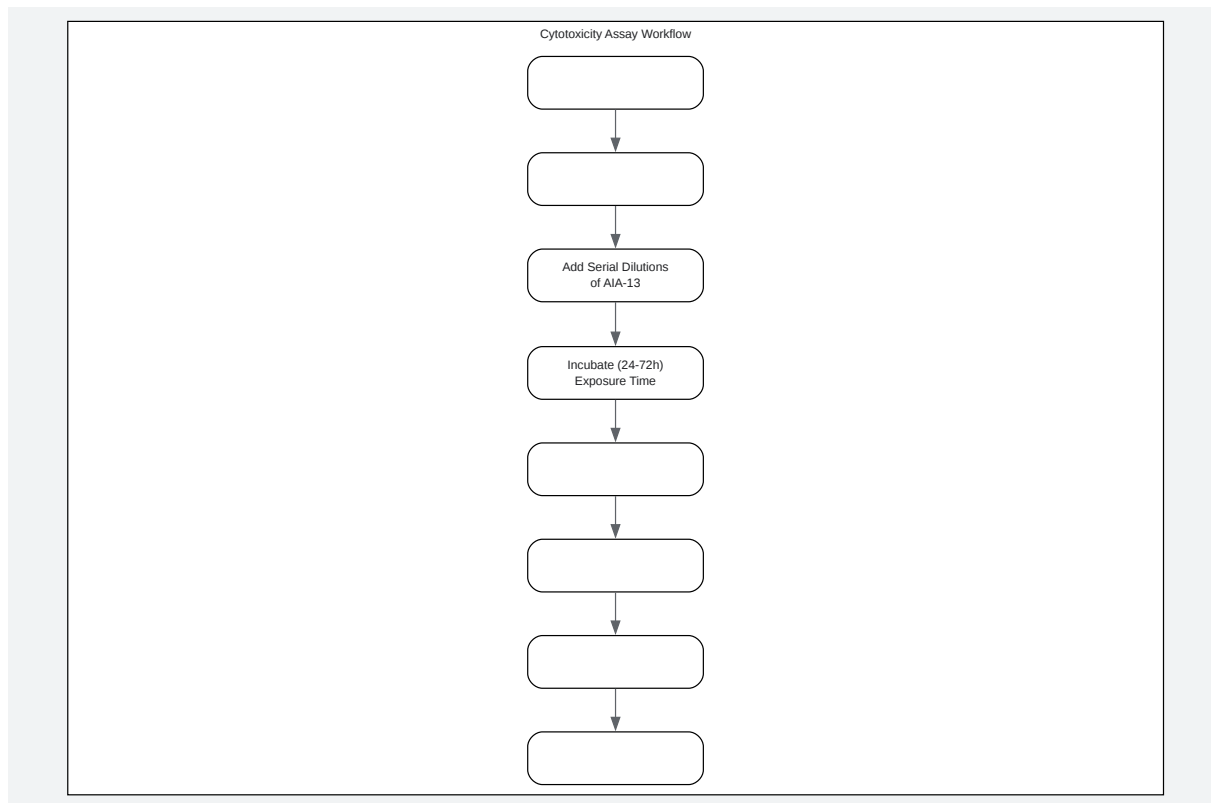 Cytotoxicity Assay Workflow
Add Serial Dilutions
of AIA-13
Incubate (24-72h)
Exposure Time